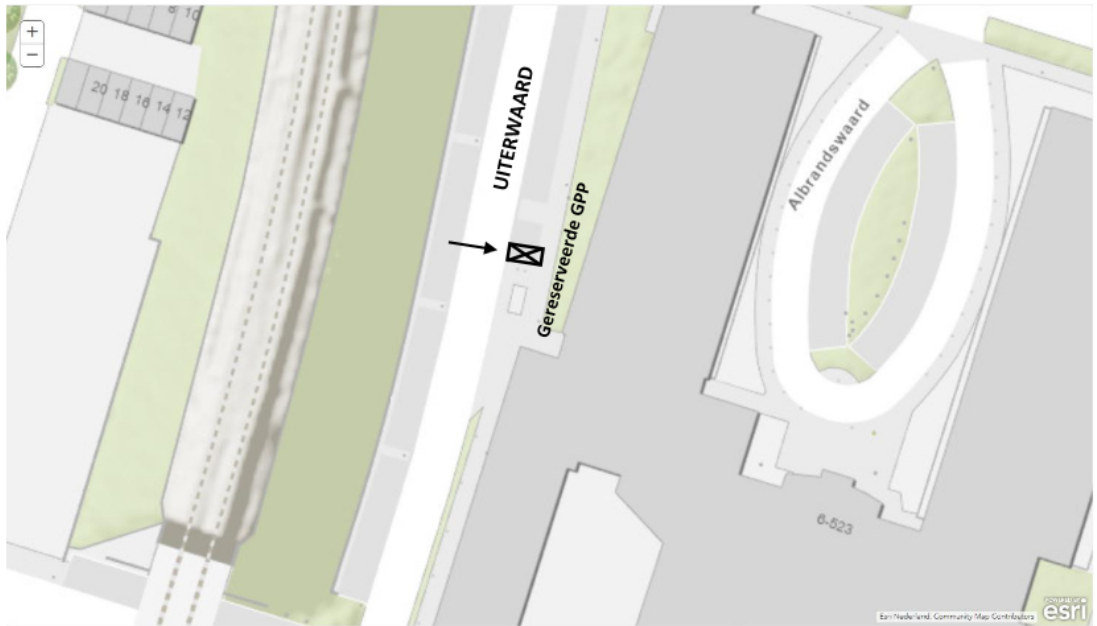 8 10
+
−
20 18 16 14 12
UITERWAARD
Albrandswaard
Gereserveerde GPP
6-523
Esri Nederland, Community Map Contributors
esri